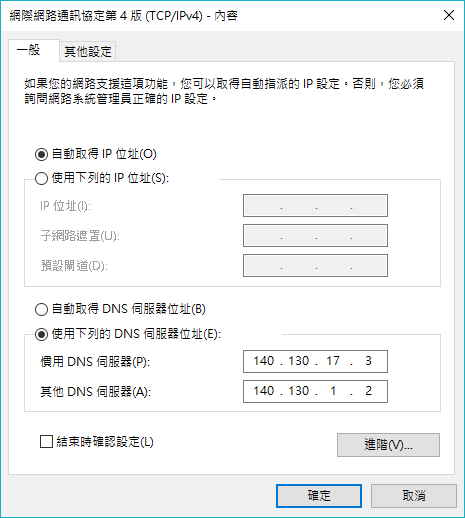 網際網路通訊協定第 4 版 (TCP/IPv4) - 內容
一般
其他設定
如果您的網路支援這項功能，您可以取得自動指派的 IP 設定。否則，您必須
詢問網路系統管理員正確的 IP 設定。
自動取得 IP 位址(O)
使用下列的 IP 位址(S):
IP 位址(I):
子網路遮罩(U):
預設閘道(D):
自動取得 DNS 伺服器位址(B)
使用下列的 DNS 伺服器位址(E):
慣用 DNS 伺服器(P): 140 . 130 . 17 . 3
其他 DNS 伺服器(A): 140 . 130 . 1 . 2
結束時確認設定(L)
進階(V)...
確定
取消